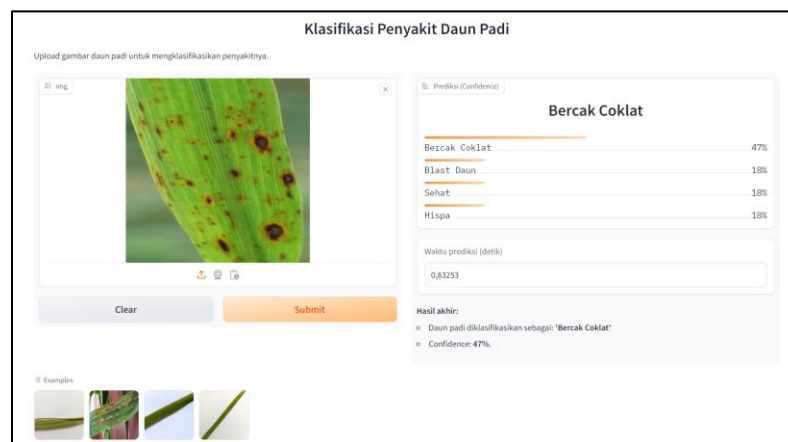 Klasifikasi Penyakit Daun Padi
Upload gambar daun padi untuk mengklasifikasikan penyakitnya.
img
Prediksi (Confidence)
Bercak Coklat
Bercak Coklat 47%
Blast Daun 18%
Sehat 18%
Hispa 18%
Waktu prediksi (detik)
0,83253
Clear
Submit
Hasil akhir:
Daun padi diklasifikasikan sebagai: 'Bercak Coklat'
Confidence: 47%.
Examples